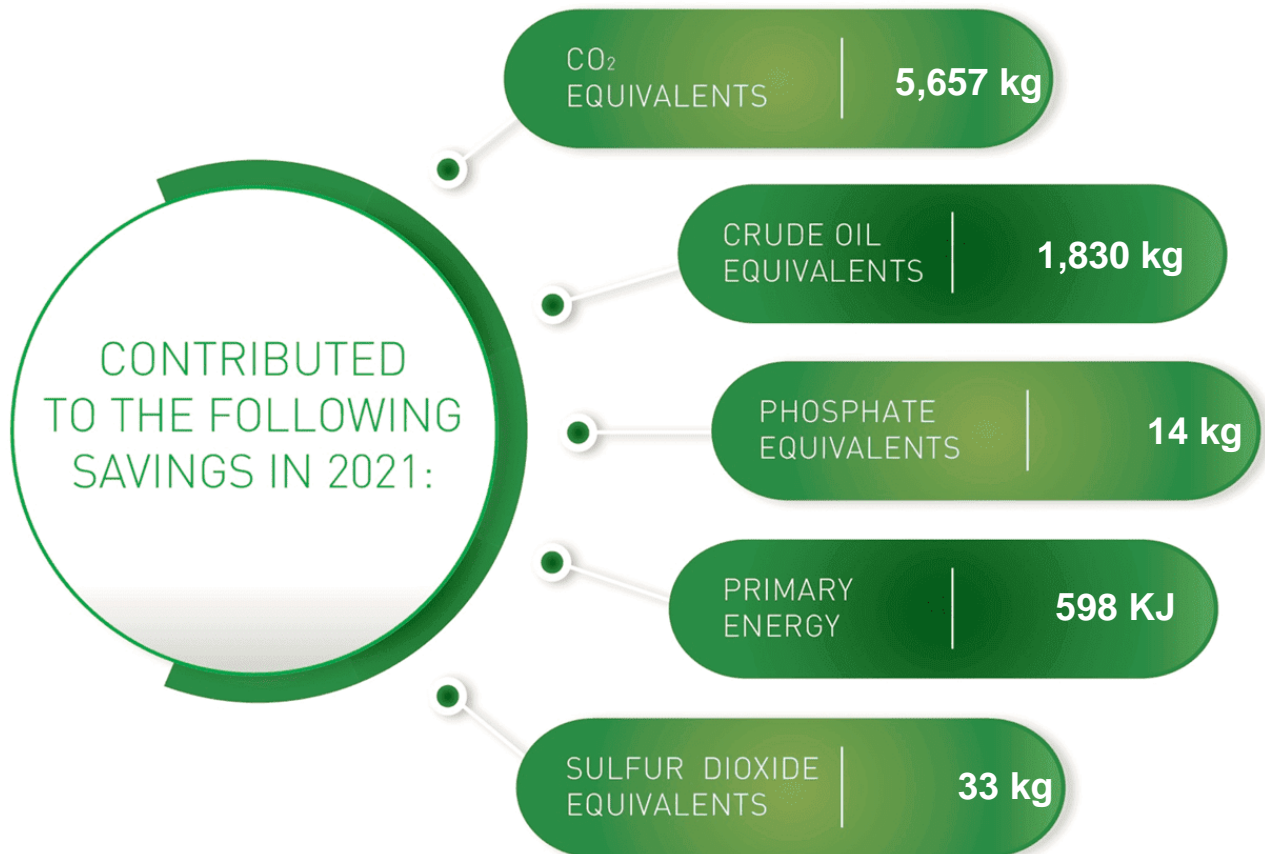 CONTRIBUTED
TO THE FOLLOWING
SAVINGS IN 2021:
CO₂
EQUIVALENTS
5,657 kg
CRUDE OIL
EQUIVALENTS
1,830 kg
PHOSPHATE
EQUIVALENTS
14 kg
PRIMARY
ENERGY
598 KJ
SULFUR DIOXIDE
EQUIVALENTS
33 kg